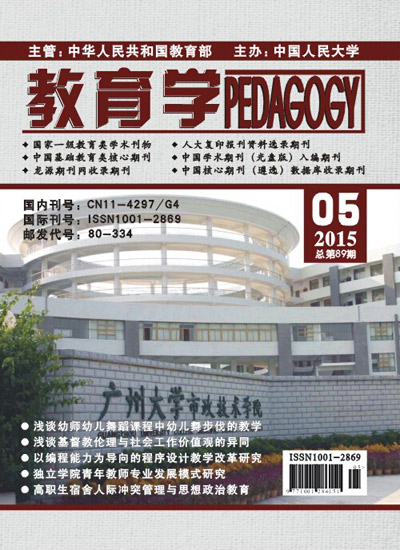 主管:中华人民共和国教育部 主办:中国人民大学
教育学PEDAGOGY
◆ 国家一级教育类学术刊物 ◆ 人大复印报刊资料选录期刊
◆ 中国基础教育类核心期刊 ◆ 中国学术期刊(光盘版)入编期刊
◆ 龙源期刊网收录期刊 ◆ 中国核心期刊(遴选)数据库收录期刊
国内刊号:CN11-4297/G4
国际刊号:ISSN1001-2869
邮发代号:80-334
05
2015
总第89期
广州大学市政技术学院
● 浅谈幼师幼儿舞蹈课程中幼儿舞步伐的教学
● 浅谈基督教伦理与社会工作价值观的异同
● 以编程能力为导向的程序设计教学改革研究
● 独立学院青年教师专业发展模式研究
● 高职生宿舍人际冲突管理与思想政治教育
ISSN1001-2869